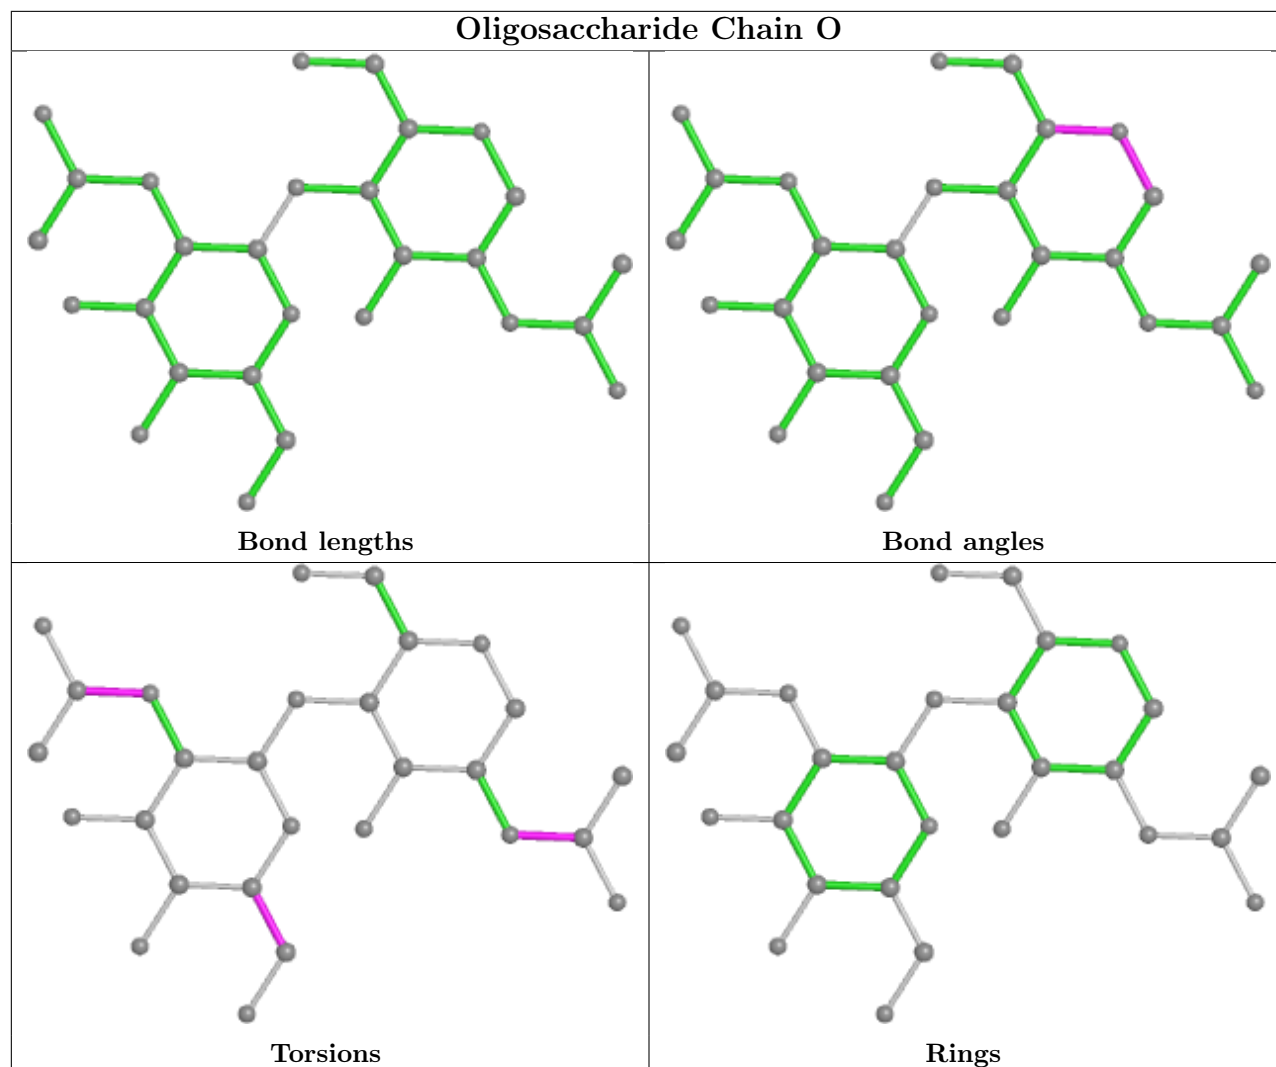 Oligosaccharide Chain O
Bond lengths
Bond angles
Torsions
Rings